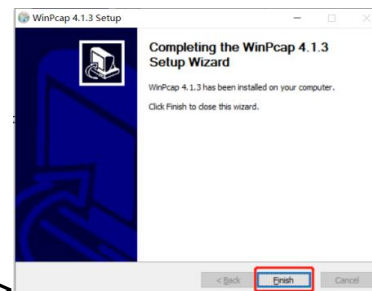 WinPcap 4.1.3 Setup
Completing the WinPcap 4.1.3
Setup Wizard
WinPcap 4.1.3 has been installed on your computer.
Click Finish to close this wizard.
< Back
Finish
Cancel